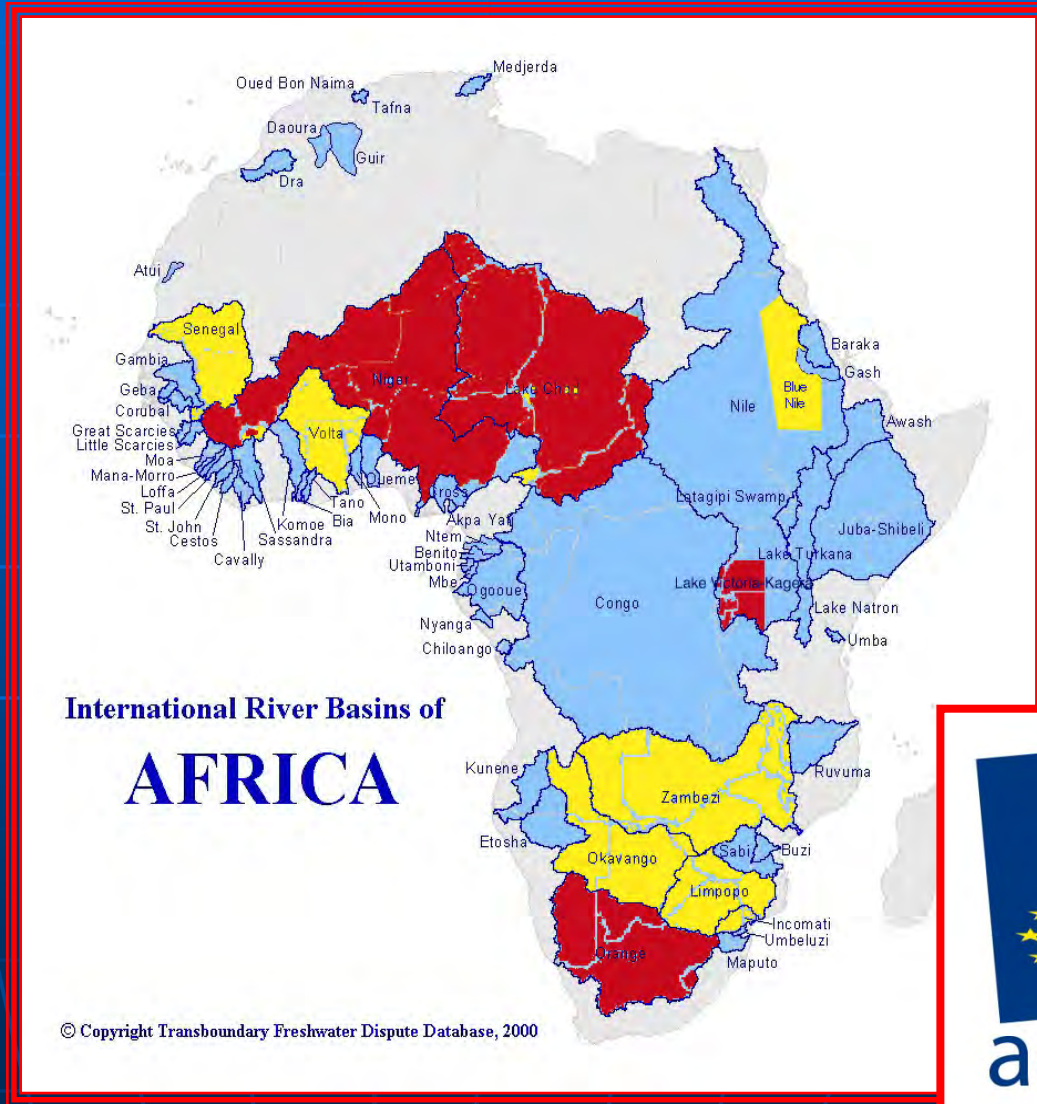 Medjerda
Oued Bon Naima
Tafna
Daoura
Guir
Dra
Atui
Senegal
Gambia
Geba
Corubal
Great Scarcies
Little Scarcies
Moa
Mana-Morro
Loffa
St. Paul
St. John
Cestos
Cavally
Sassandra
Komoe
Bia
Tano
Mono
Volta
Oueme
Niger
Lake Chad
Cross
Akpa Yafi
Ntem
Benito
Utamboni
Mbe
Ogooue
Nyanga
Chiloango
Congo
Nile
Blue
Nile
Baraka
Gash
Awash
Lotagipi Swamp
Juba-Shibeli
Lake Turkana
Lake Victoria-Kagera
Lake Natron
Umba
International River Basins of
AFRICA
Kunene
Etosha
Zambezi
Ruvuma
Okavango
Sabi
Buzi
Limpopo
Incomati
Umbeluzi
Maputo
Orange
© Copyright Transboundary Freshwater Dispute Database, 2000